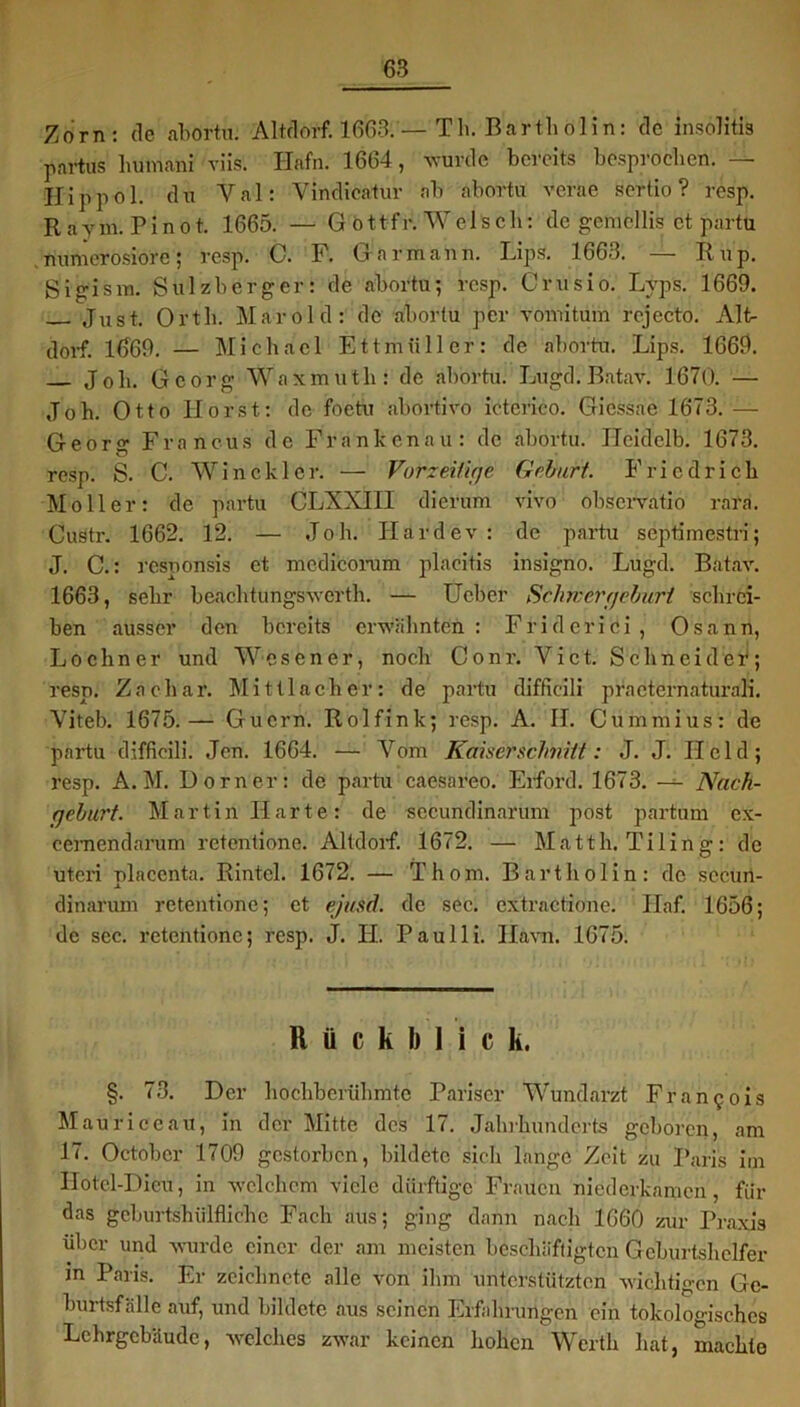 63
Zorn: de abortu. Altdorf. 1663. — Th. Bartholin: de insolitis
partus humani viis. Hafn. 1664, wurde bereits besprochen. —
Hippol. du Val: Vindicatur ab abortu verae sertio? resp.
Raym. Pinot. 1665. — Gottfr. Welsch: de gemellis et partu
numerosiore; resp. C. F. Garmann. Lips. 1663. — Rup.
Sigism. Sulzberger: de abortu; resp. Crusio. Lyps. 1669.
— Just. Orth. Marold: de abortu per vomitum rejecto. Alt-
dorf. 1669. — Michael Ettmüller: de abortu. Lips. 1669.
— Joh. Georg Waxmuth: de abortu. Lugd. Batav. 1670. —
Joh. Otto Horst: de foetu abortivo icterico. Giessae 1673. —
Georg Francus de Frankenau: de abortu. Heidelb. 1673.
resp. S. C. Winckler. — Vorzeitige Geburt. Friedrich
Moller: de partu CLXXIII dierum vivo observatio rara.
Custr. 1662. 12. — Joh. Hardev: de partu septimestri;
J. C.: responsis et medicorum placitis insigno. Lugd. Batav.
1663, sehr beachtungswerth. — Ueber Schwergeburt schrei-
ben ausser den bereits erwähnten: Friderici, Osann,
Lochner und Wesener, noch Conr. Vict. Schneider;
resp. Zachar. Mittlacher: de partu difficili praeternaturali.
Viteb. 1675. — Guern. Rolfink; resp. A. H. Cummius: de
partu difficili. Jen. 1664. — Vom Kaiserschnitt: J. J. Held;
resp. A. M. Dorner: de partu caesareo. Erford. 1673. — Nach-
geburt. Martin Harte: de secundinarum post partum ex-
cernendarum retentione. Altdorf. 1672. — Matth. Tiling: de
uteri placenta. Rintel. 1672. — Thom. Bartholin: de secun-
dinarum retentione; et ejusd. de sec. extractione. Haf. 1656;
de sec. retentione; resp. J. H. Paulli. Havn. 1675.
Rückblick.
§. 73. Der hochberühmte Pariser Wundarzt François
Mauriceau, in der Mitte des 17. Jahrhunderts geboren, am
17. October 1709 gestorben, bildete sich lange Zeit zu Paris im
Hotel-Dieu, in welchem viele dürftige Frauen niederkamen, für
das geburtshülfliche Fach aus; ging dann nach 1660 zur Praxis
über und wurde einer der am meisten beschäftigten Geburtshelfer
in Paris. Er zeichnete alle von ihm unterstützten wichtigen Ge-
burtsfälle auf, und bildete aus seinen Erfahrungen ein tokologisches
Lehrgebäude, welches zwar keinen hohen Werth hat, machte